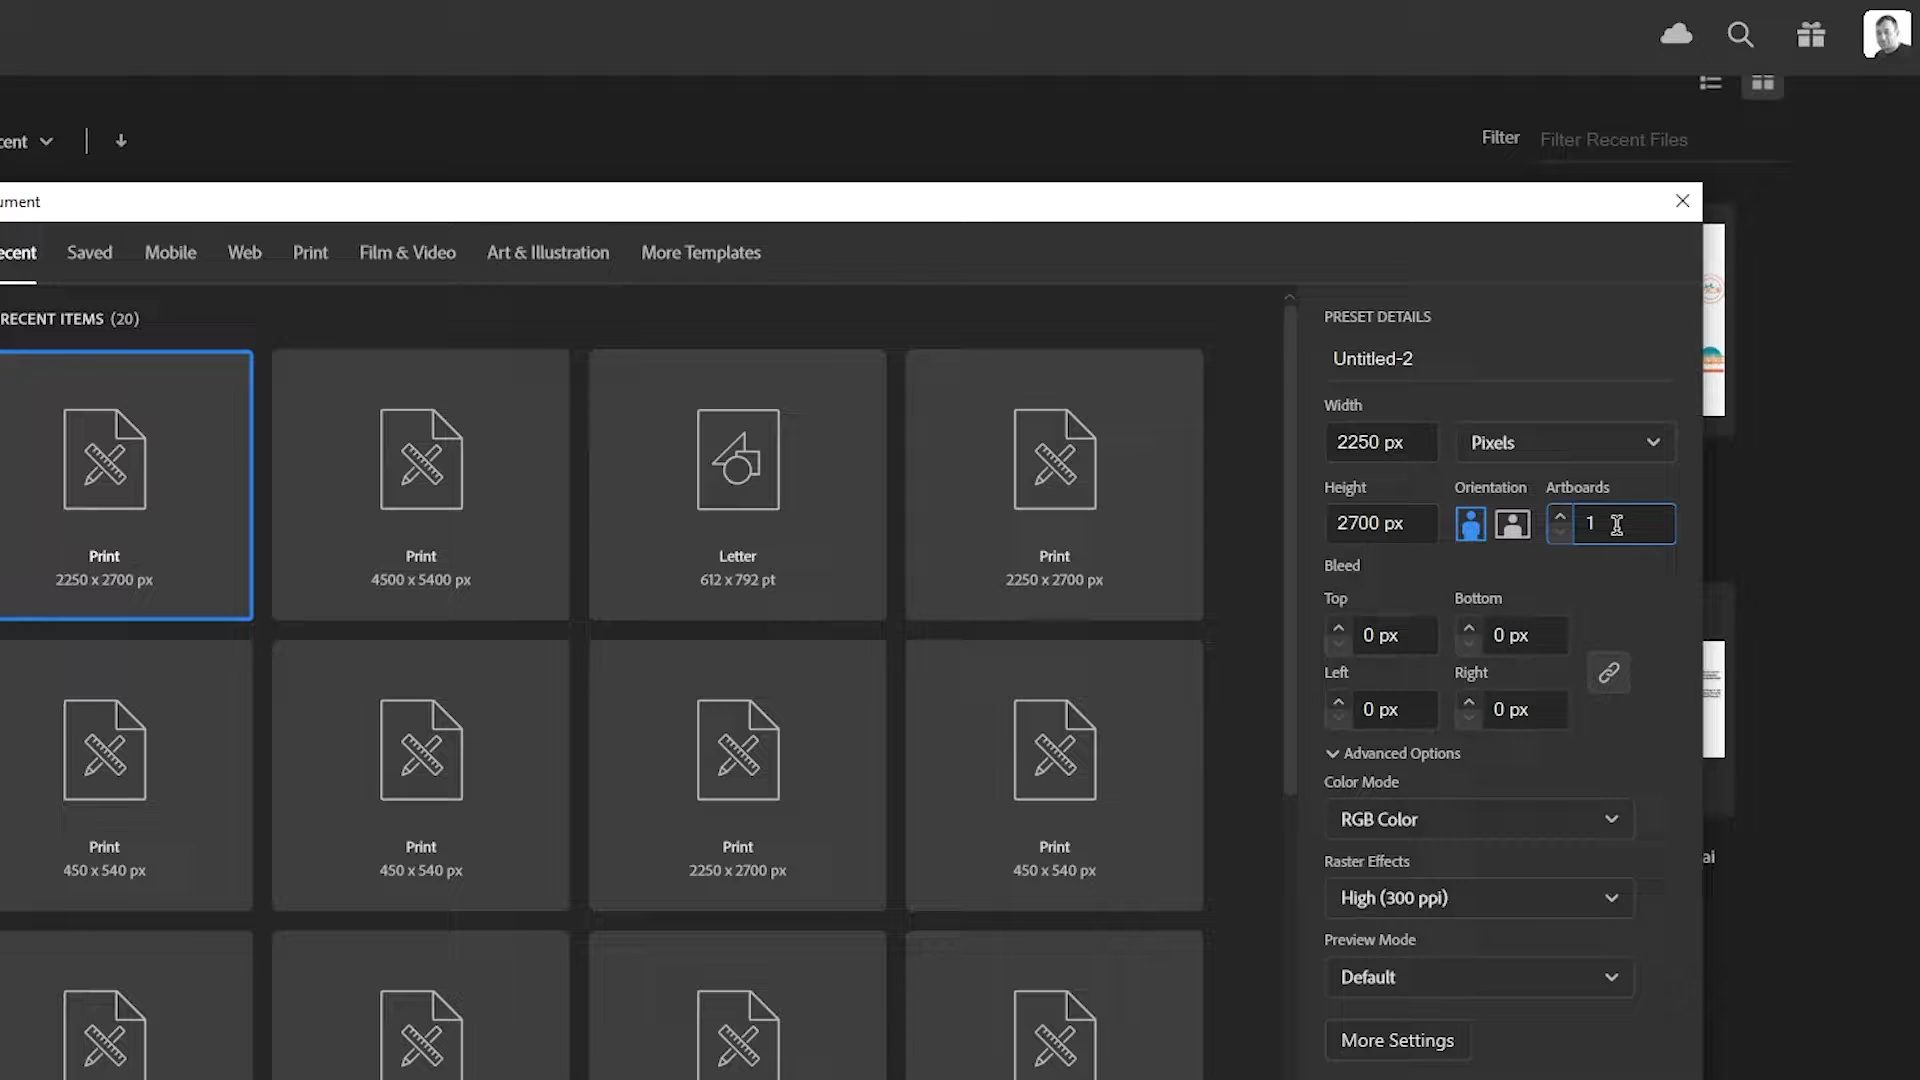 cent
Filter
Filter Recent Files
ument
ecent
Saved
Mobile
Web
Print
Film & Video
Art & Illustration
More Templates
RECENT ITEMS (20)
Print
2250 x 2700 px
Print
4500 x 5400 px
Letter
612 x 792 pt
Print
2250 x 2700 px
Print
450 x 540 px
Print
450 x 540 px
Print
2250 x 2700 px
Print
450 x 540 px
PRESET DETAILS
Untitled-2
Width
2250 px
Pixels
Height
Orientation
Artboards
2700 px
1
Bleed
Top
Bottom
0 px
0 px
Left
Right
0 px
0 px
Advanced Options
Color Mode
RGB Color
Raster Effects
High (300 ppi)
Preview Mode
Default
More Settings
ai